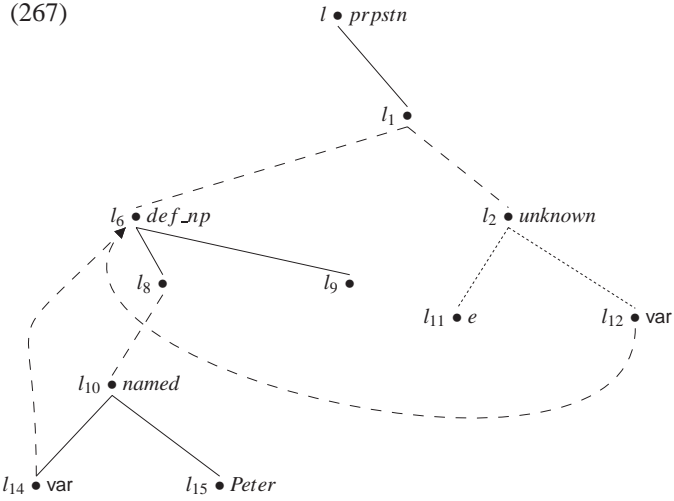 (267)
l • prpstn
l₁ •
l₆ • def_np
l₂ • unknown
l₈ •
l₉ •
l₁₁ • e
l₁₂ • var
l₁₀ • named
l₁₄ • var
l₁₅ • Peter